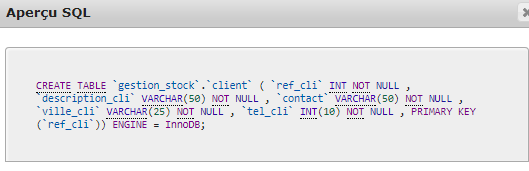 Aperçu SQL
CREATE TABLE `gestion_stock`.`client` ( `ref_cli` INT NOT NULL ,
`description_cli` VARCHAR(50) NOT NULL , `contact` VARCHAR(50) NOT NULL ,
`ville_cli` VARCHAR(25) NOT NULL , `tel_cli` INT(10) NOT NULL , PRIMARY KEY
(`ref_cli`)) ENGINE = InnoDB;